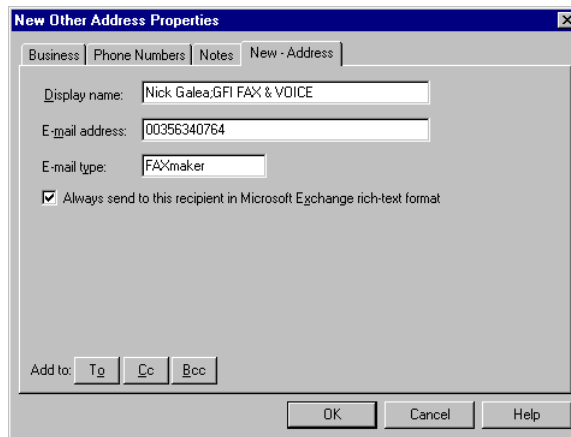 New Other Address Properties
Business Phone Numbers Notes New - Address
Display name: Nick Galea;GFI FAX & VOICE
E-mail address: 00356340764
E-mail type: FAXmaker
Always send to this recipient in Microsoft Exchange rich-text format
Add to: To Cc Bcc
OK Cancel Help